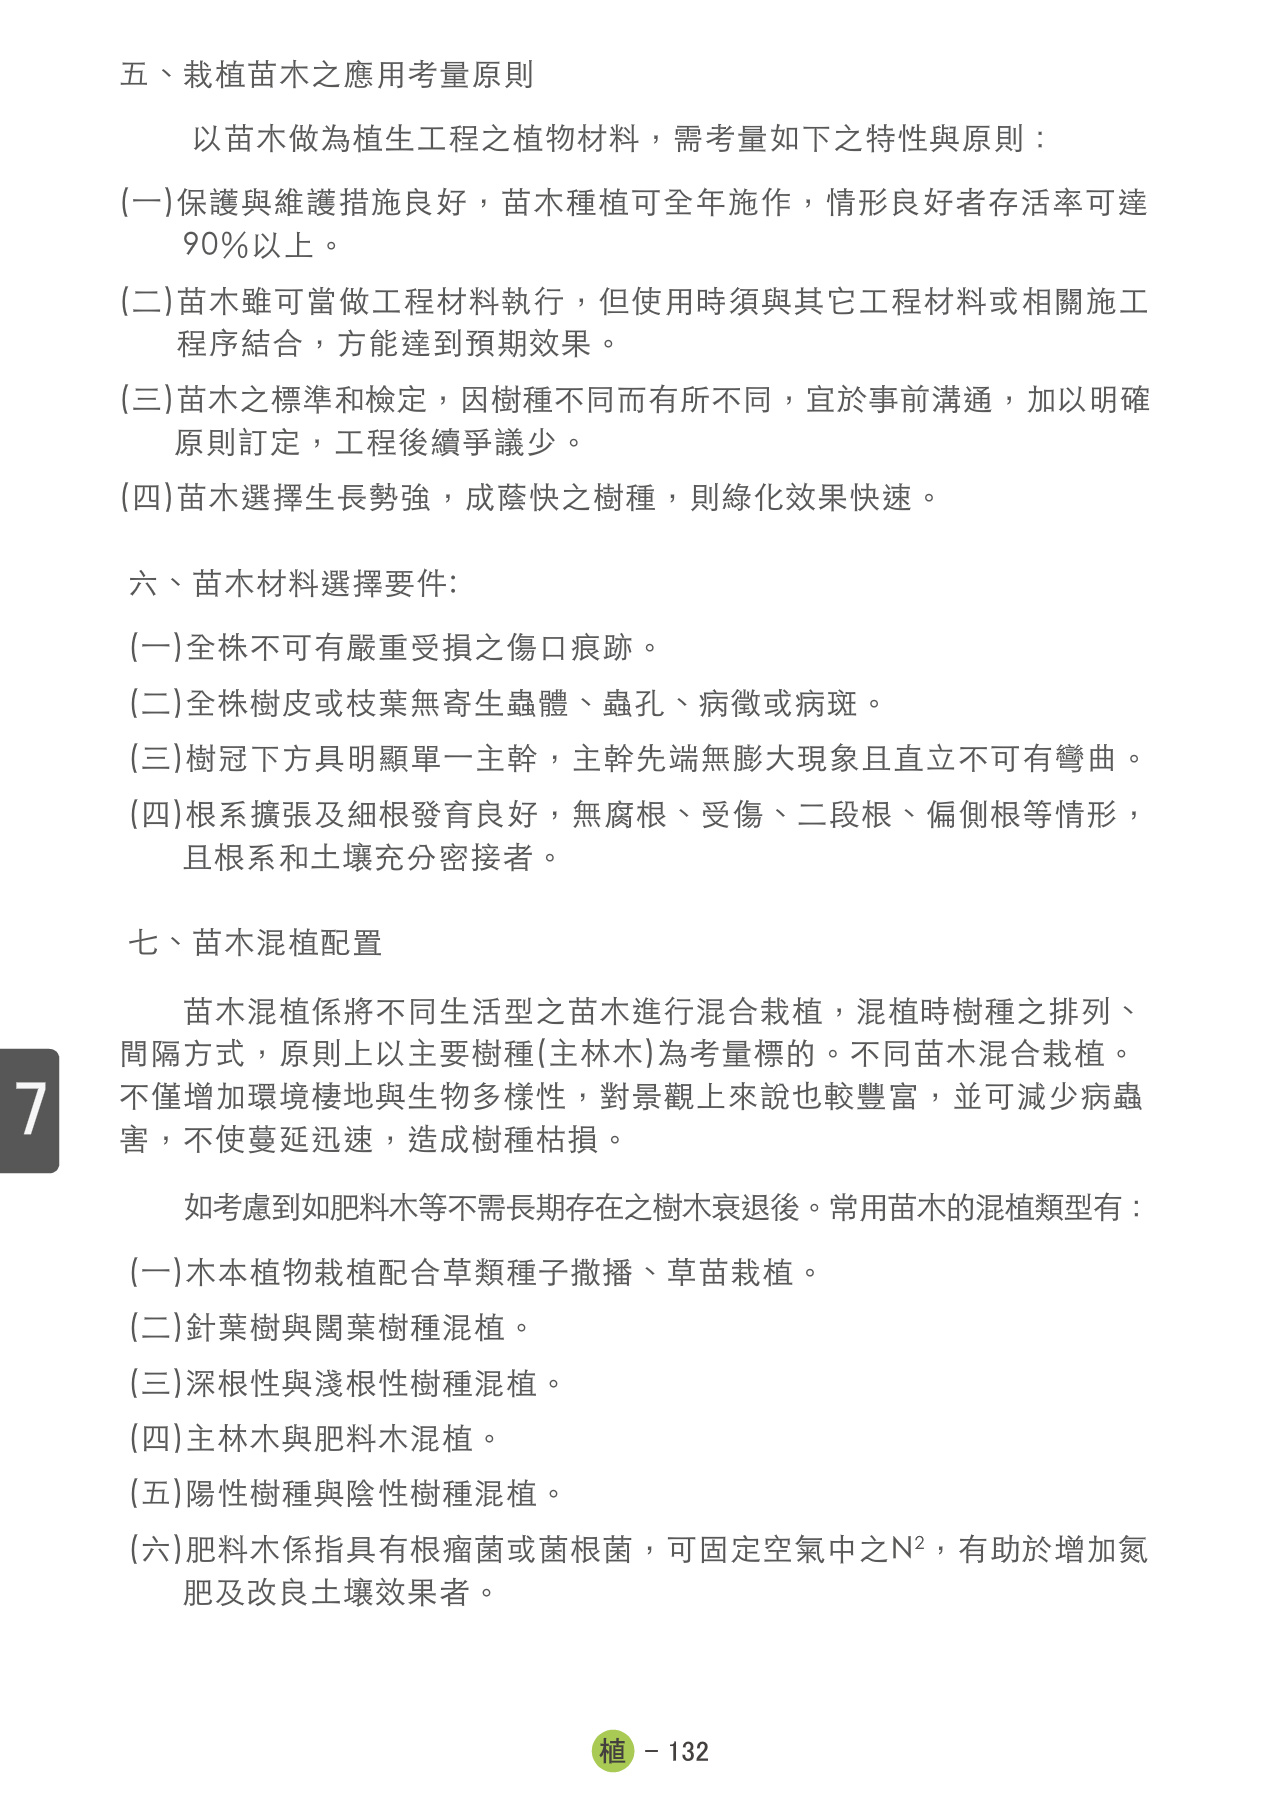 五、栽植苗木之應用考量原則
以苗木做為植生工程之植物材料，需考量如下之特性與原則：
(一)保護與維護措施良好，苗木種植可全年施作，情形良好者存活率可達
90%以上。
(二)苗木雖可當做工程材料執行，但使用時須與其它工程材料或相關施工
程序結合，方能達到預期效果。
(三)苗木之標準和檢定，因樹種不同而有所不同，宜於事前溝通，加以明確
原則訂定，工程後續爭議少。
(四)苗木選擇生長勢強，成蔭快之樹種，則綠化效果快速。
六、苗木材料選擇要件:
(一)全株不可有嚴重受損之傷口痕跡。
(二)全株樹皮或枝葉無寄生蟲體、蟲孔、病徵或病斑。
(三)樹冠下方具明顯單一主幹，主幹先端無膨大現象且直立不可有彎曲。
(四)根系擴張及細根發育良好，無腐根、受傷、二段根、偏側根等情形，
且根系和土壤充分密接者。
七、苗木混植配置
苗木混植係將不同生活型之苗木進行混合栽植，混植時樹種之排列、
間隔方式，原則上以主要樹種(主林木)為考量標的。不同苗木混合栽植。
不僅增加環境棲地與生物多樣性，對景觀上來說也較豐富，並可減少病蟲
害，不使蔓延迅速，造成樹種枯損。
如考慮到如肥料木等不需長期存在之樹木衰退後。常用苗木的混植類型有：
(一)木本植物栽植配合草類種子撒播、草苗栽植。
(二)針葉樹與闊葉樹種混植。
(三)深根性與淺根性樹種混植。
(四)主林木與肥料木混植。
(五)陽性樹種與陰性樹種混植。
(六)肥料木係指具有根瘤菌或菌根菌，可固定空氣中之N²，有助於增加氮
肥及改良土壤效果者。
7
植 – 132